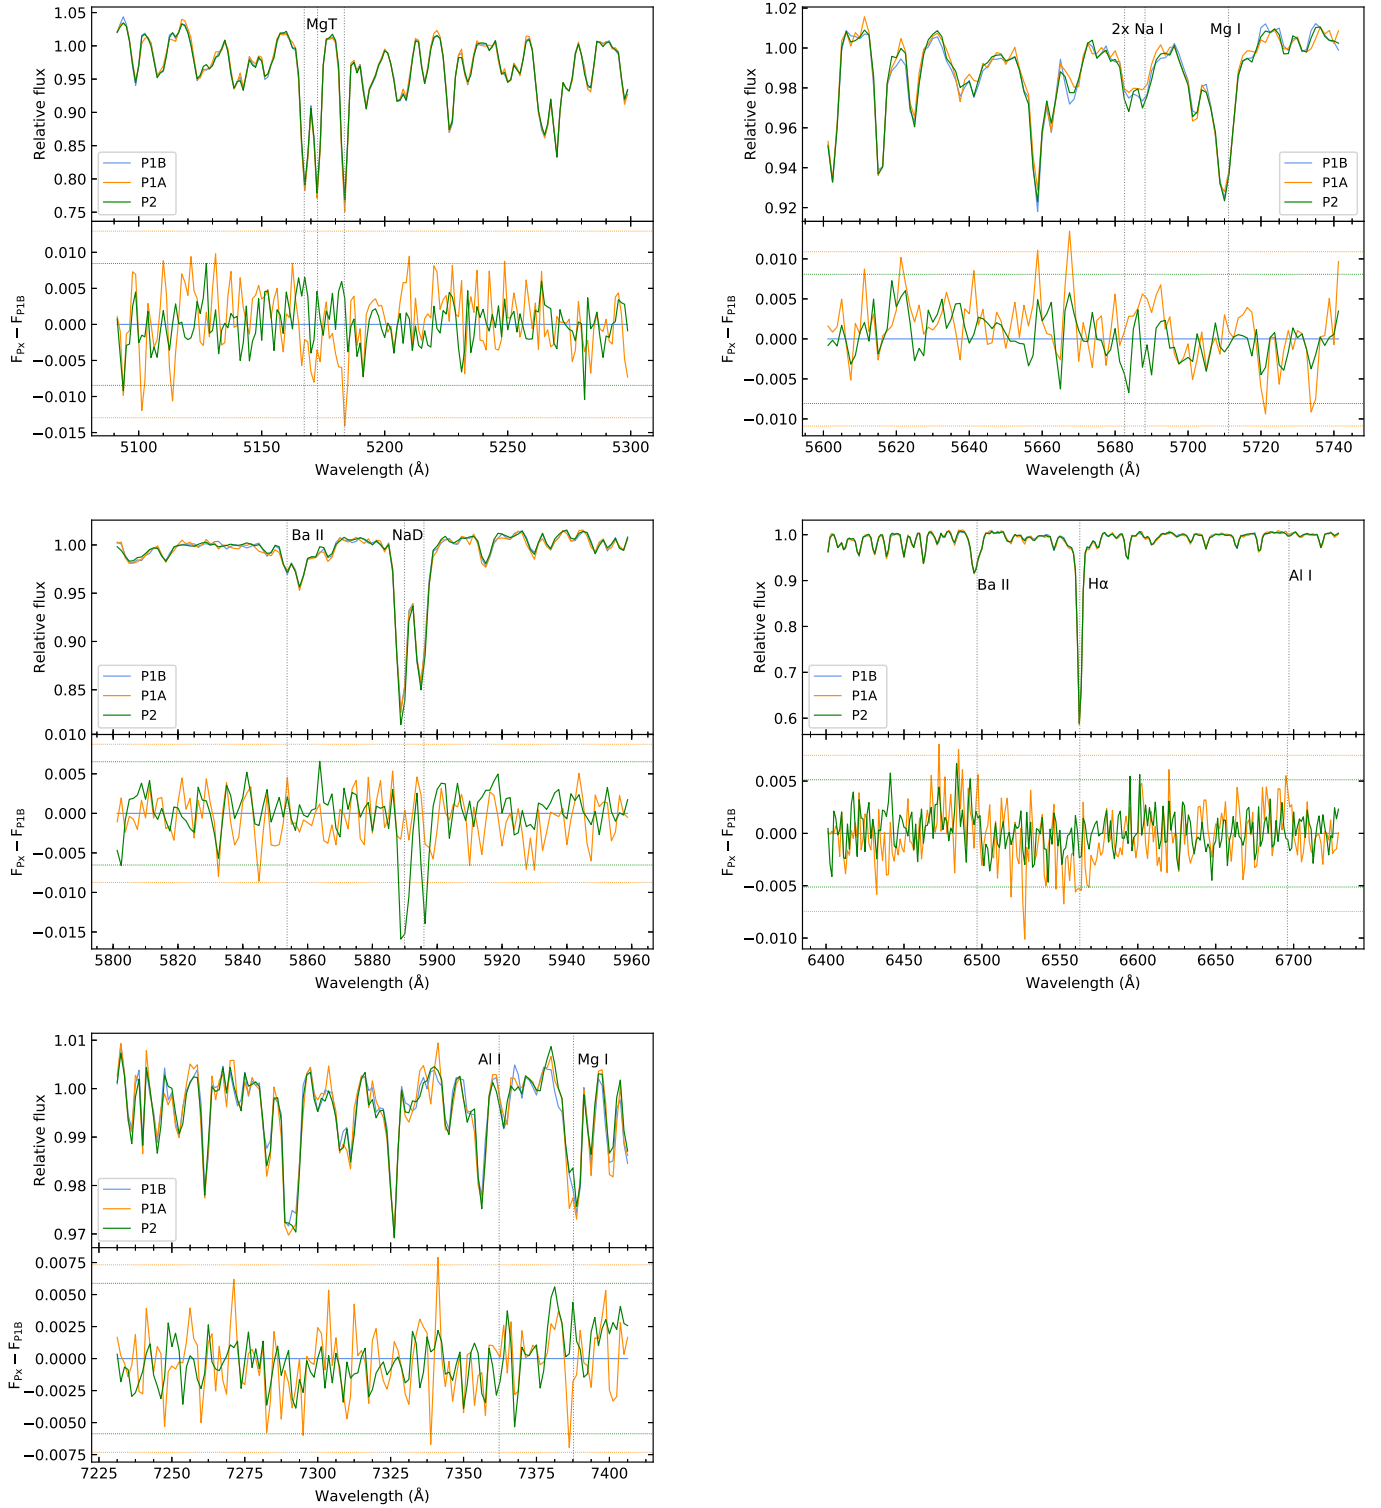 MgT
1.00
0.95
0.90
0.85
0.80
0.75
Relative flux
P1B
P1A
P2
0.010
0.005
0.000
−0.005
−0.010
−0.015
F_Px − F_P1B
5100 5150 5200 5250 5300
Wavelength (Å)
2x Na I Mg I
1.02
1.00
0.98
0.96
0.94
0.92
Relative flux
P1B
P1A
P2
0.010
0.005
0.000
−0.005
−0.010
F_Px − F_P1B
5600 5620 5640 5660 5680 5700 5720 5740
Wavelength (Å)
Ba II NaD
1.00
0.95
0.90
0.85
Relative flux
P1B
P1A
P2
0.010
0.005
0.000
−0.005
−0.010
−0.015
F_Px − F_P1B
5800 5820 5840 5860 5880 5900 5920 5940 5960
Wavelength (Å)
Ba II Hα Al I
1.0
0.9
0.8
0.7
0.6
Relative flux
P1B
P1A
P2
0.005
0.000
−0.005
−0.010
F_Px − F_P1B
6400 6450 6500 6550 6600 6650 6700
Wavelength (Å)
Al I Mg I
1.01
1.00
0.99
0.98
0.97
Relative flux
P1B
P1A
P2
0.0075
0.0050
0.0025
0.0000
−0.0025
−0.0050
−0.0075
F_Px − F_P1B
7225 7250 7275 7300 7325 7350 7375 7400
Wavelength (Å)